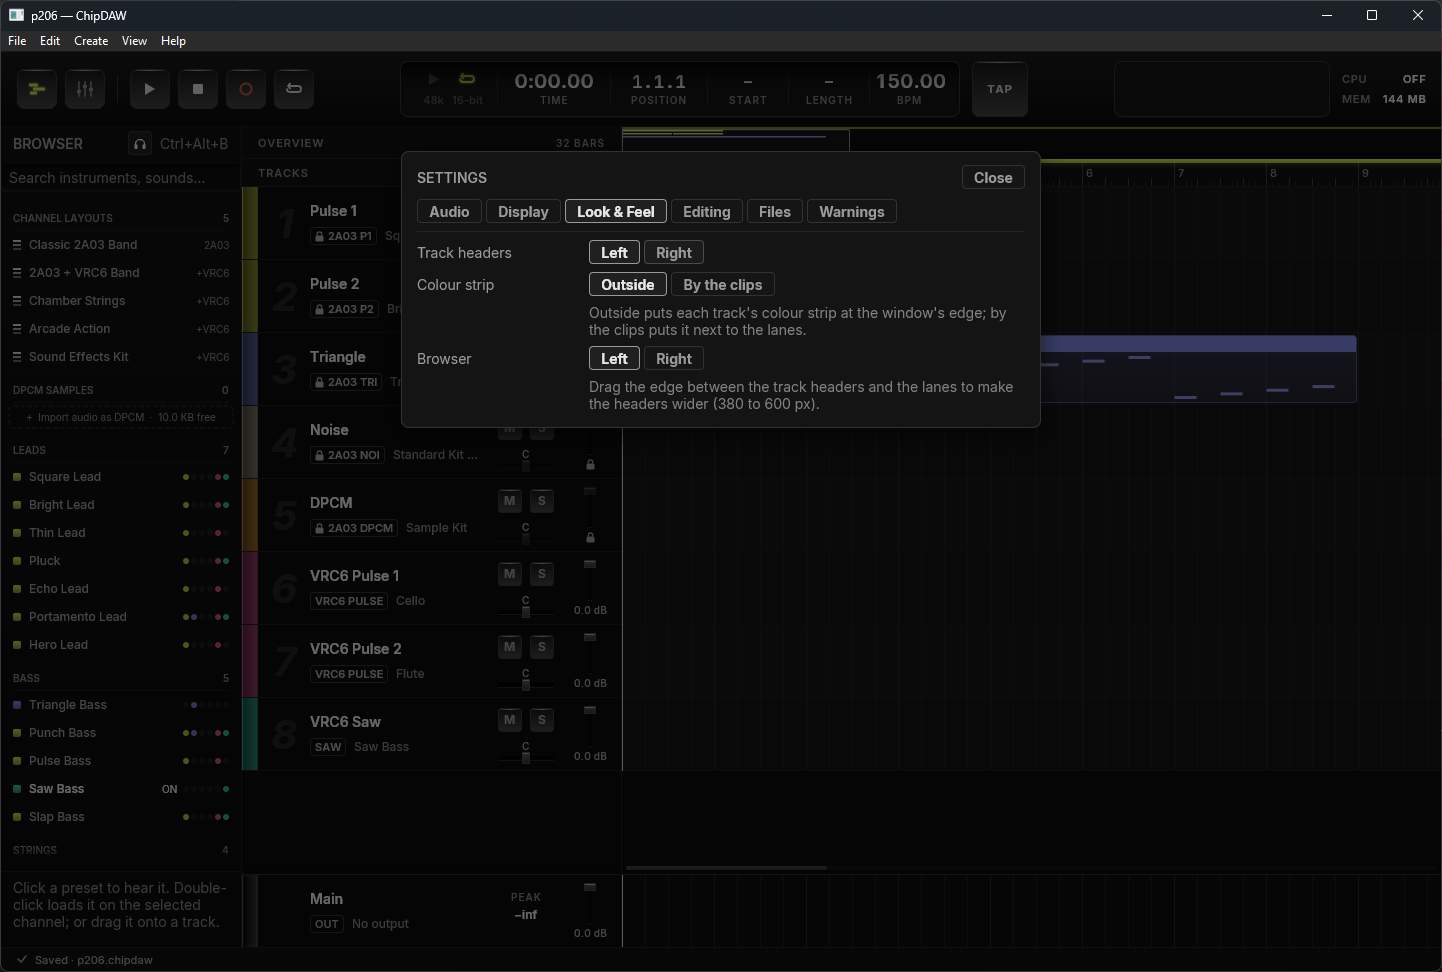 p206 — ChipDAW
File Edit Create View Help
48k 16-bit
0:00.00
TIME
1.1.1
POSITION
–
START
–
LENGTH
150.00
BPM
TAP
CPU OFF
MEM 144 MB
BROWSER Ctrl+Alt+B
Search instruments, sounds...
CHANNEL LAYOUTS 5
Classic 2A03 Band 2A03
2A03 + VRC6 Band +VRC6
Chamber Strings +VRC6
Arcade Action +VRC6
Sound Effects Kit +VRC6
DPCM SAMPLES 0
+ Import audio as DPCM · 10.0 KB free
LEADS 7
Square Lead
Bright Lead
Thin Lead
Pluck
Echo Lead
Portamento Lead
Hero Lead
BASS 5
Triangle Bass
Punch Bass
Pulse Bass
Saw Bass ON
Slap Bass
STRINGS 4
Click a preset to hear it. Double-
click loads it on the selected
channel; or drag it onto a track.
OVERVIEW 32 BARS
TRACKS
6 7 8 9
1 Pulse 1
2A03 P1 Sq
2 Pulse 2
2A03 P2 Bri
3 Triangle
2A03 TRI Tr
4 Noise M S
2A03 NOI Standard Kit ... C
5 DPCM M S
2A03 DPCM Sample Kit C
6 VRC6 Pulse 1 M S
VRC6 PULSE Cello C 0.0 dB
7 VRC6 Pulse 2 M S
VRC6 PULSE Flute C 0.0 dB
8 VRC6 Saw M S
SAW Saw Bass C 0.0 dB
Main PEAK
OUT No output –inf
0.0 dB
SETTINGS Close
Audio Display Look & Feel Editing Files Warnings
Track headers Left Right
Colour strip Outside By the clips
Outside puts each track's colour strip at the window's edge; by
the clips puts it next to the lanes.
Browser Left Right
Drag the edge between the track headers and the lanes to make
the headers wider (380 to 600 px).
Saved · p206.chipdaw